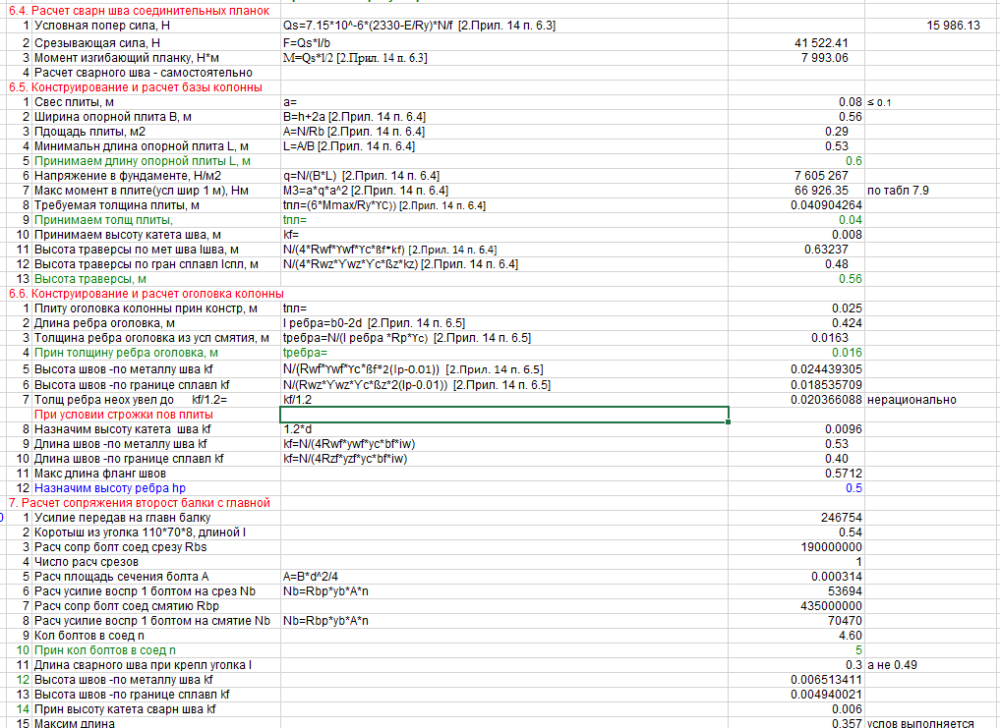 6.4. Расчет сварн шва соединительных планок
1 Условная попер сила, Н Qs=7.15*10^-6*(2330-E/Ry)*N/f [2.Прил. 14 п. 6.3] 15 986.13
2 Срезывающая сила, Н F=Qs*l/b 41 522.41
3 Момент изгибающий планку, Н*м M=Qs*l/2 [2.Прил. 14 п. 6.3] 7 993.06
4 Расчет сварного шва - самостоятельно
6.5. Конструирование и расчет базы колонны
1 Свес плиты, м a= 0.08 ≤ 0.1
2 Ширина опорной плита B, м B=h+2a [2.Прил. 14 п. 6.4] 0.56
3 Пдощадь плиты, м2 A=N/Rb [2.Прил. 14 п. 6.4] 0.29
4 Минимальн длина опорной плита L, м L=A/B [2.Прил. 14 п. 6.4] 0.53
5 Принимаем длину опорной плиты L, м 0.6
6 Напряжение в фундаменте, Н/м2 q=N/(B*L) [2.Прил. 14 п. 6.4] 7 605 267
7 Макс момент в плите(усл шир 1 м), Нм M3=a*q*a^2 [2.Прил. 14 п. 6.4] 66 926.35 по табл 7.9
8 Требуемая толщина плиты, м tпл=(6*Mmax/Ry*YC)) [2.Прил. 14 п. 6.4] 0.040904264
9 Принимаем толщ плиты, tпл= 0.04
10 Принимаем высоту катета шва, м kf= 0.008
11 Высота траверсы по мет шва lшва, м N/(4*Rwf*Ywf*Yc*ßf*kf) [2.Прил. 14 п. 6.4] 0.63237
12 Высота траверсы по гран сплавл lспл, м N/(4*Rwz*Ywz*Yc*ßz*kz) [2.Прил. 14 п. 6.4] 0.48
13 Высота траверсы, м 0.56
6.6. Конструирование и расчет оголовка колонны
1 Плиту оголовка колонны прин констр, м tпл= 0.025
2 Длина ребра оголовка, м l ребра=b0-2d [2.Прил. 14 п. 6.5] 0.424
3 Толщина ребра оголовка из усл смятия, м tребра=N/(l ребра *Rp*Yc) [2.Прил. 14 п. 6.5] 0.0163
4 Прин толщину ребра оголовка, м tребра= 0.016
5 Высота швов -по металлу шва kf N/(Rwf*Ywf*Yc*ßf*2(lp-0.01)) [2.Прил. 14 п. 6.5] 0.024439305
6 Высота швов -по границе сплавл kf N/(Rwz*Ywz*Yc*ßz*2(lp-0.01)) [2.Прил. 14 п. 6.5] 0.018535709
7 Толщ ребра неох увел до kf/1.2= kf/1.2 0.020366088 нерационально
При условии строжки пов плиты
8 Назначим высоту катета шва kf 1.2*d 0.0096
9 Длина швов -по металлу шва kf kf=N/(4Rwf*ywf*yc*bf*iw) 0.53
10 Длина швов -по границе сплавл kf kf=N/(4Rzf*yzf*yc*bf*iw) 0.40
11 Макс длина фланг швов 0.5712
12 Назначим высоту ребра hp 0.5
7. Расчет сопряжения второст балки с главной
1 Усилие передав на главн балку 246754
2 Коротыш из уголка 110*70*8, длиной l 0.54
3 Расч сопр болт соед срезу Rbs 190000000
4 Число расч срезов 1
5 Расч площадь сечения болта А A=B*d^2/4 0.000314
6 Расч усилие воспр 1 болтом на срез Nb Nb=Rbp*yb*A*n 53694
7 Расч сопр болт соед смятию Rbp 435000000
8 Расч усилие воспр 1 болтом на смятие Nb Nb=Rbp*yb*A*n 70470
9 Кол болтов в соед n 4.60
10 Прин кол болтов в соед n 5
11 Длина сварного шва при крепл уголка l 0.3 а не 0.49
12 Высота швов -по металлу шва kf 0.006513411
13 Высота швов -по границе сплавл kf 0.004940021
14 Прин высоту катета сварн шва kf 0.006
15 Максим длина 0.357 услов выполняется